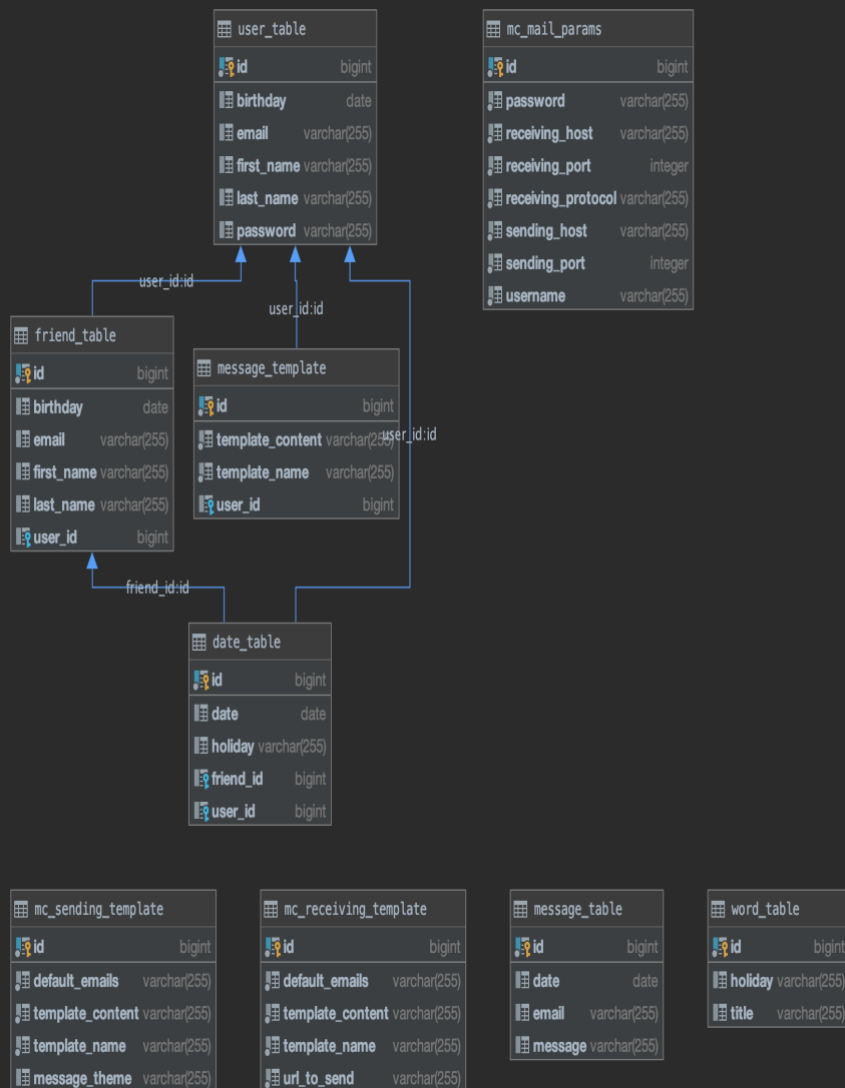 user_table
id bigint
birthday date
email varchar(255)
first_name varchar(255)
last_name varchar(255)
password varchar(255)
mc_mail_params
id bigint
password varchar(255)
receiving_host varchar(255)
receiving_port integer
receiving_protocol varchar(255)
sending_host varchar(255)
sending_port integer
username varchar(255)
user_id:id
user_id:id
user_id:id
friend_table
id bigint
birthday date
email varchar(255)
first_name varchar(255)
last_name varchar(255)
user_id bigint
message_template
id bigint
template_content varchar(255)
template_name varchar(255)
user_id bigint
friend_id:id
date_table
id bigint
date date
holiday varchar(255)
friend_id bigint
user_id bigint
mc_sending_template
id bigint
default_emails varchar(255)
template_content varchar(255)
template_name varchar(255)
message_theme varchar(255)
mc_receiving_template
id bigint
default_emails varchar(255)
template_content varchar(255)
template_name varchar(255)
url_to_send varchar(255)
message_table
id bigint
date date
email varchar(255)
message varchar(255)
word_table
id bigint
holiday varchar(255)
title varchar(255)